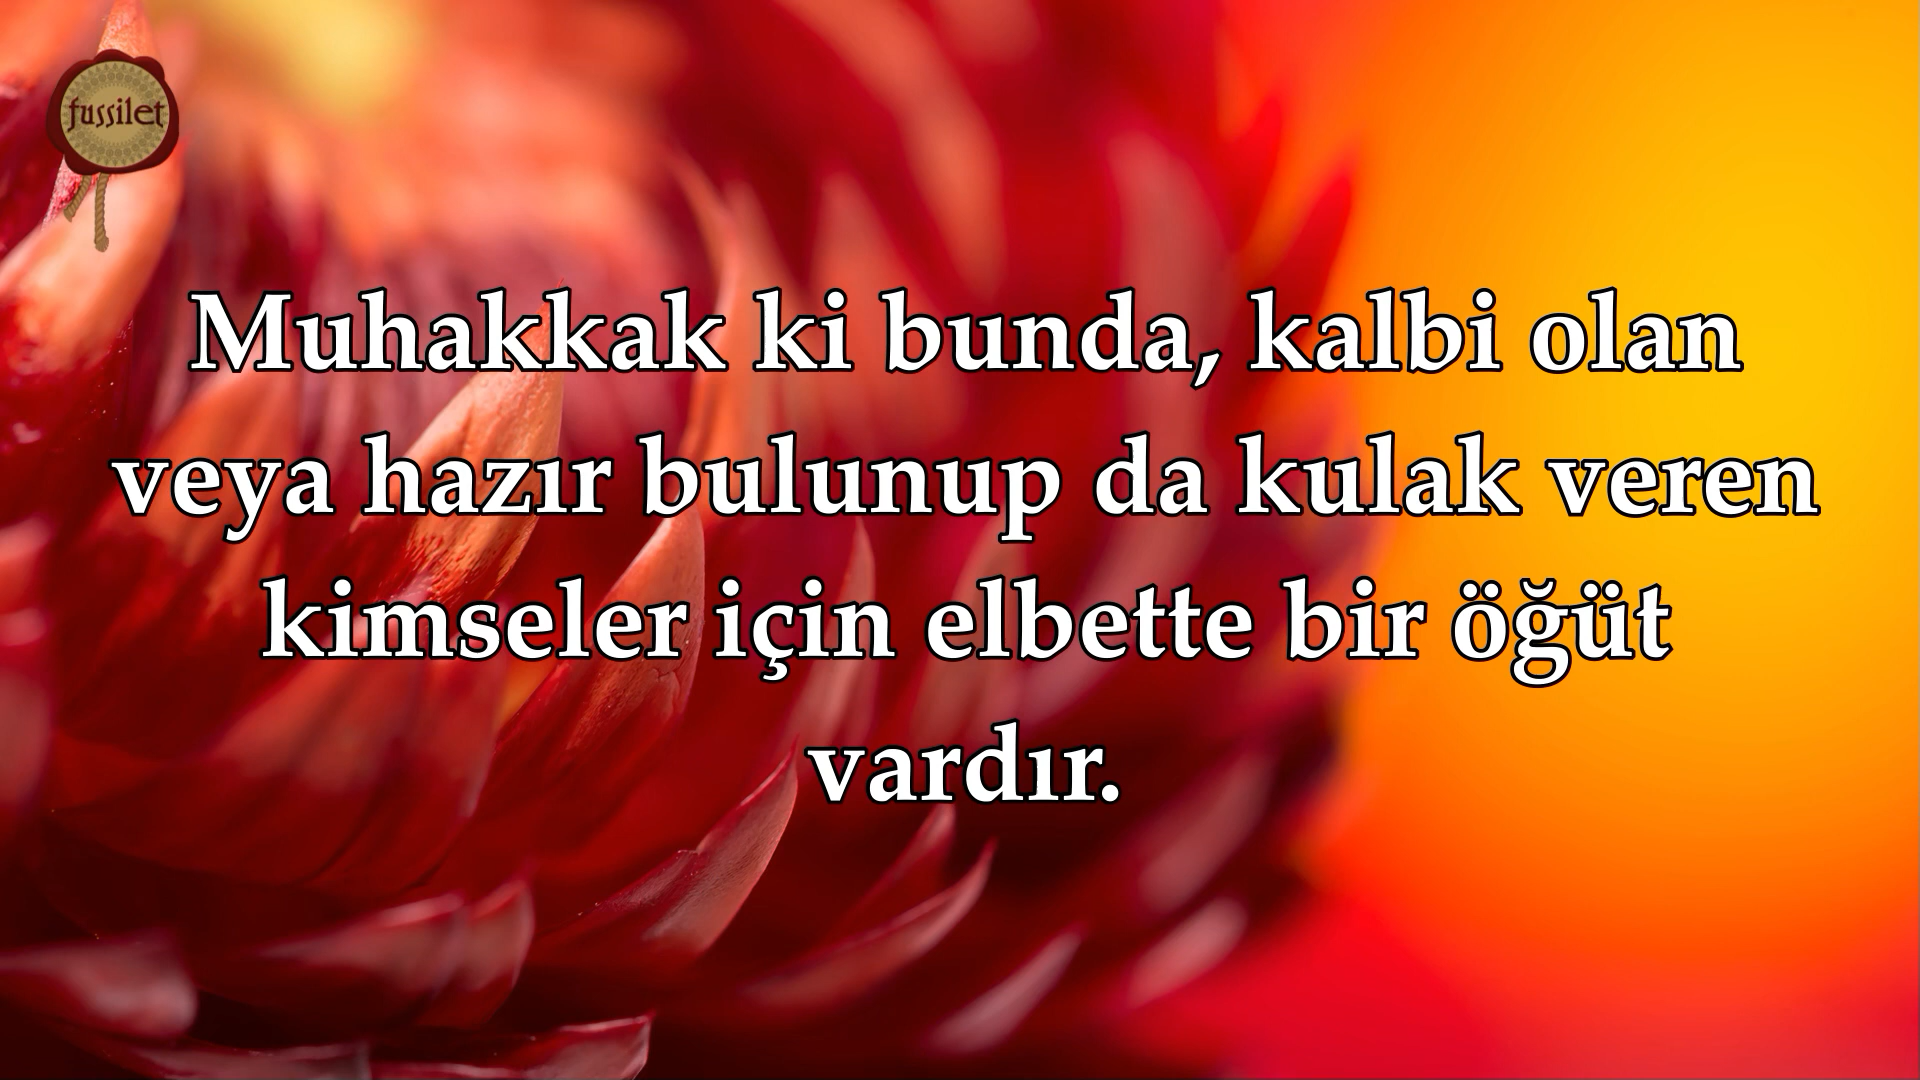 fussilet
Muhakkak ki bunda, kalbi olan
veya hazır bulunup da kulak veren
kimseler için elbette bir öğüt
vardır.